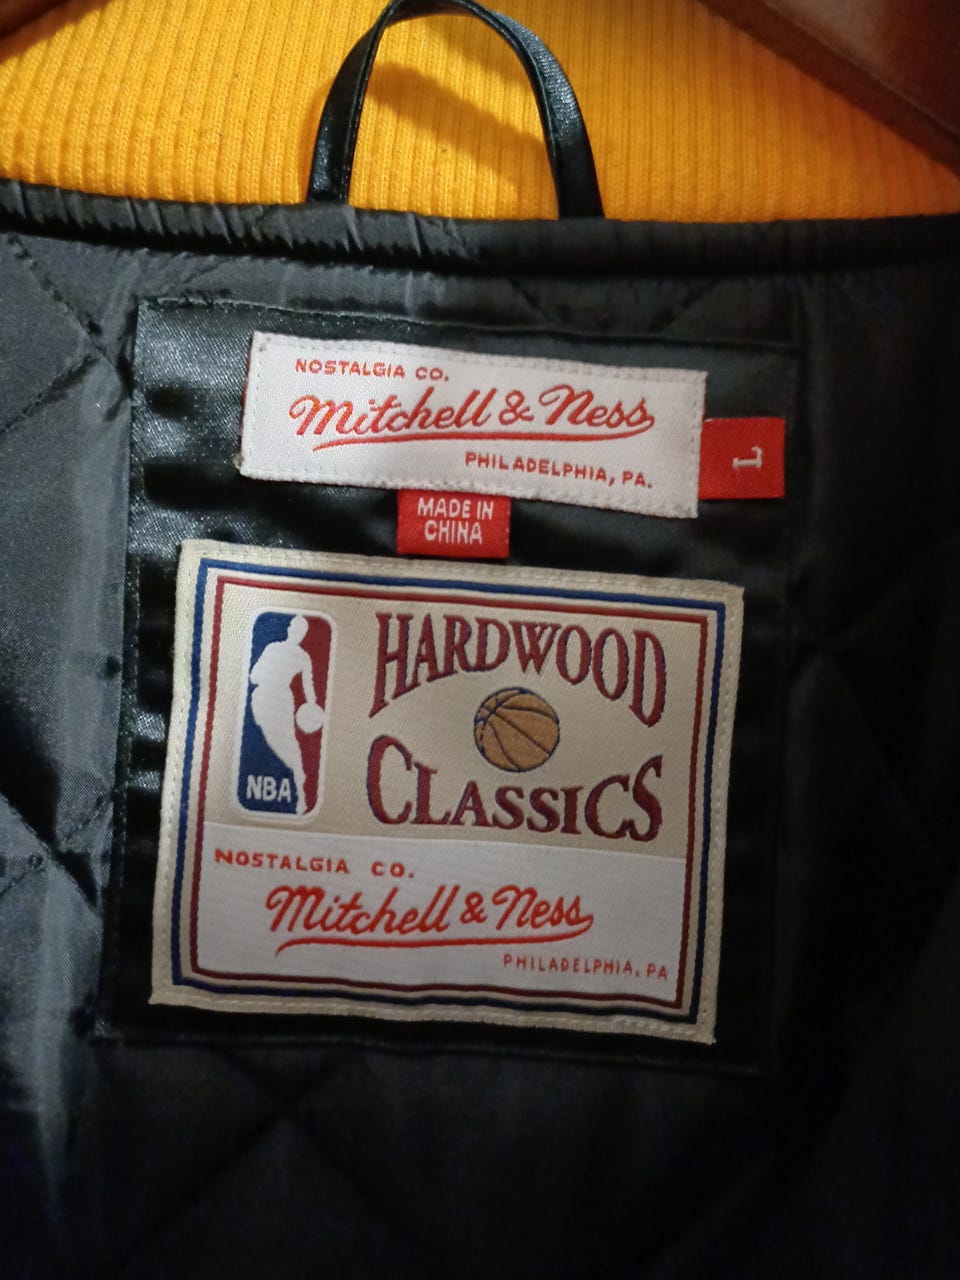 NOSTALGIA CO.
Mitchell & Ness
PHILADELPHIA, PA.
L
MADE IN
CHINA
HARDWOOD
CLASSICS
NBA
NOSTALGIA CO.
Mitchell & Ness
PHILADELPHIA, PA